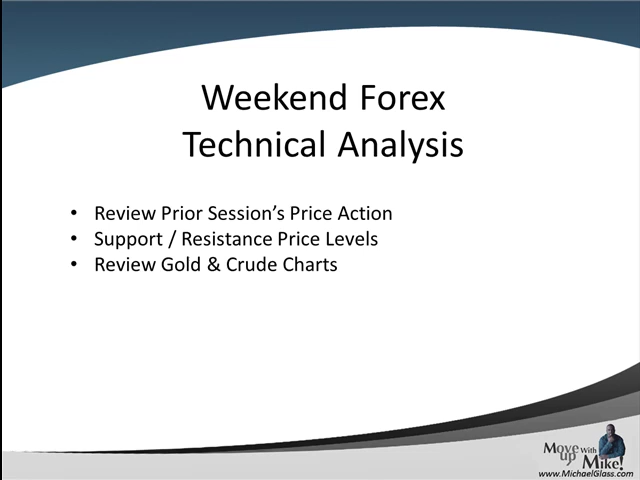 Weekend Forex
Technical Analysis
• Review Prior Session's Price Action
• Support / Resistance Price Levels
• Review Gold & Crude Charts
Move up With Mike!
www.MichaelGlass.com